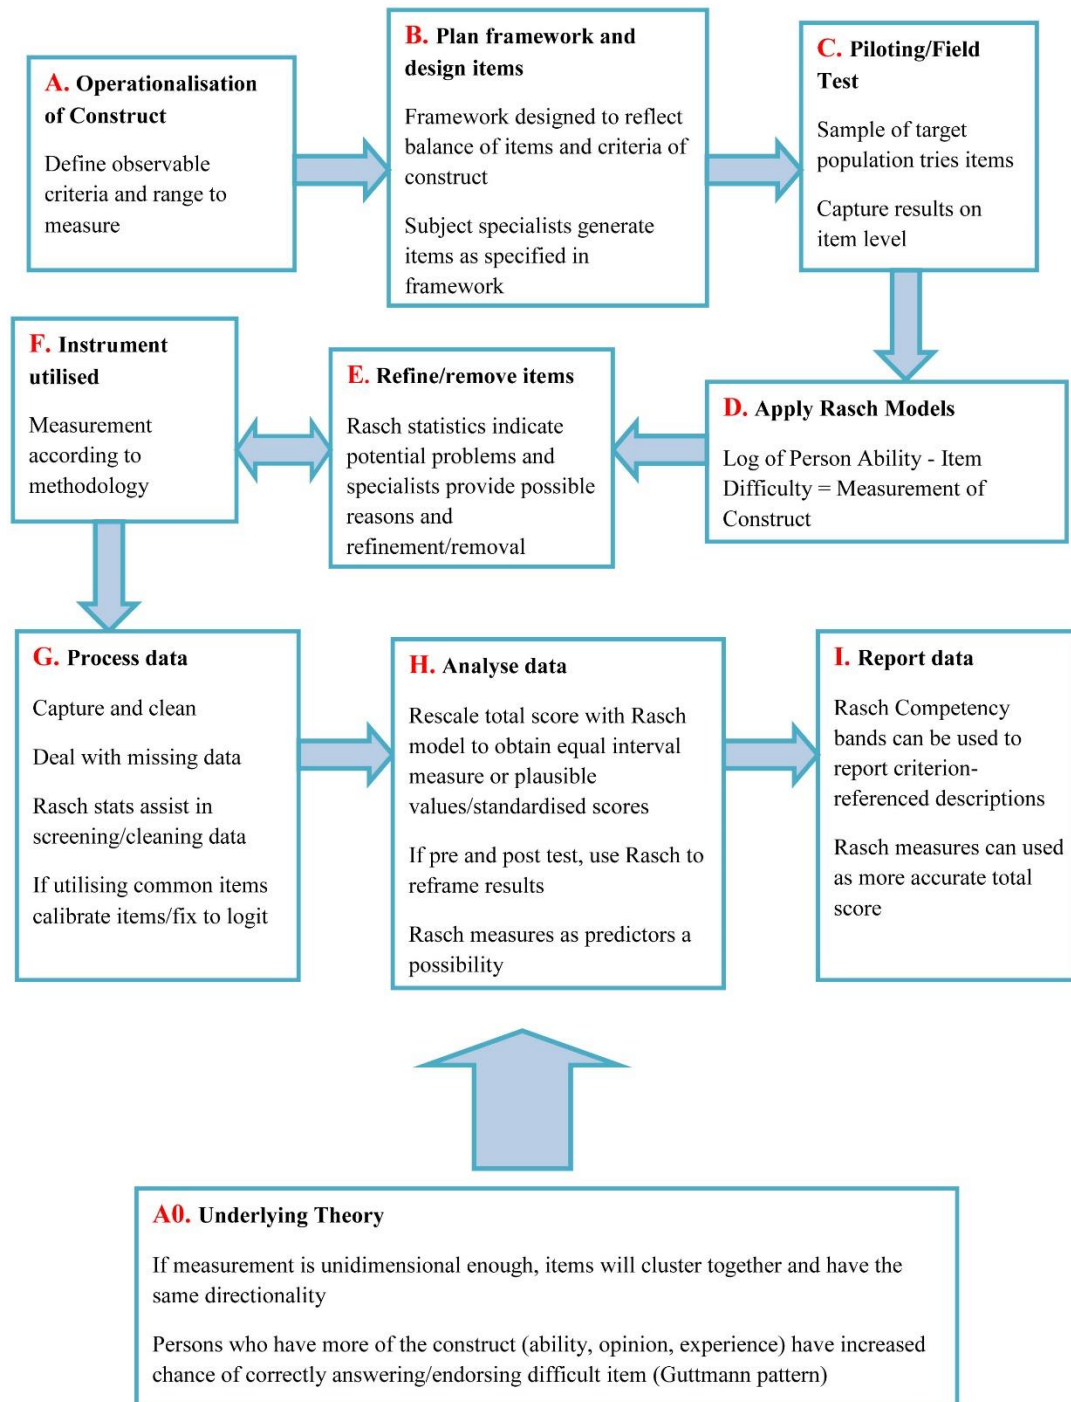 A. Operationalisation
of Construct
Define observable
criteria and range to
measure
B. Plan framework and
design items
Framework designed to reflect
balance of items and criteria of
construct
Subject specialists generate
items as specified in
framework
C. Piloting/Field
Test
Sample of target
population tries items
Capture results on
item level
D. Apply Rasch Models
Log of Person Ability - Item
Difficulty = Measurement of
Construct
E. Refine/remove items
Rasch statistics indicate
potential problems and
specialists provide possible
reasons and
refinement/removal
F. Instrument
utilised
Measurement
according to
methodology
G. Process data
Capture and clean
Deal with missing data
Rasch stats assist in
screening/cleaning data
If utilising common items
calibrate items/fix to logit
H. Analyse data
Rescale total score with Rasch
model to obtain equal interval
measure or plausible
values/standardised scores
If pre and post test, use Rasch to
reframe results
Rasch measures as predictors a
possibility
I. Report data
Rasch Competency
bands can be used to
report criterion-
referenced descriptions
Rasch measures can used
as more accurate total
score
A0. Underlying Theory
If measurement is unidimensional enough, items will cluster together and have the
same directionality
Persons who have more of the construct (ability, opinion, experience) have increased
chance of correctly answering/endorsing difficult item (Guttmann pattern)